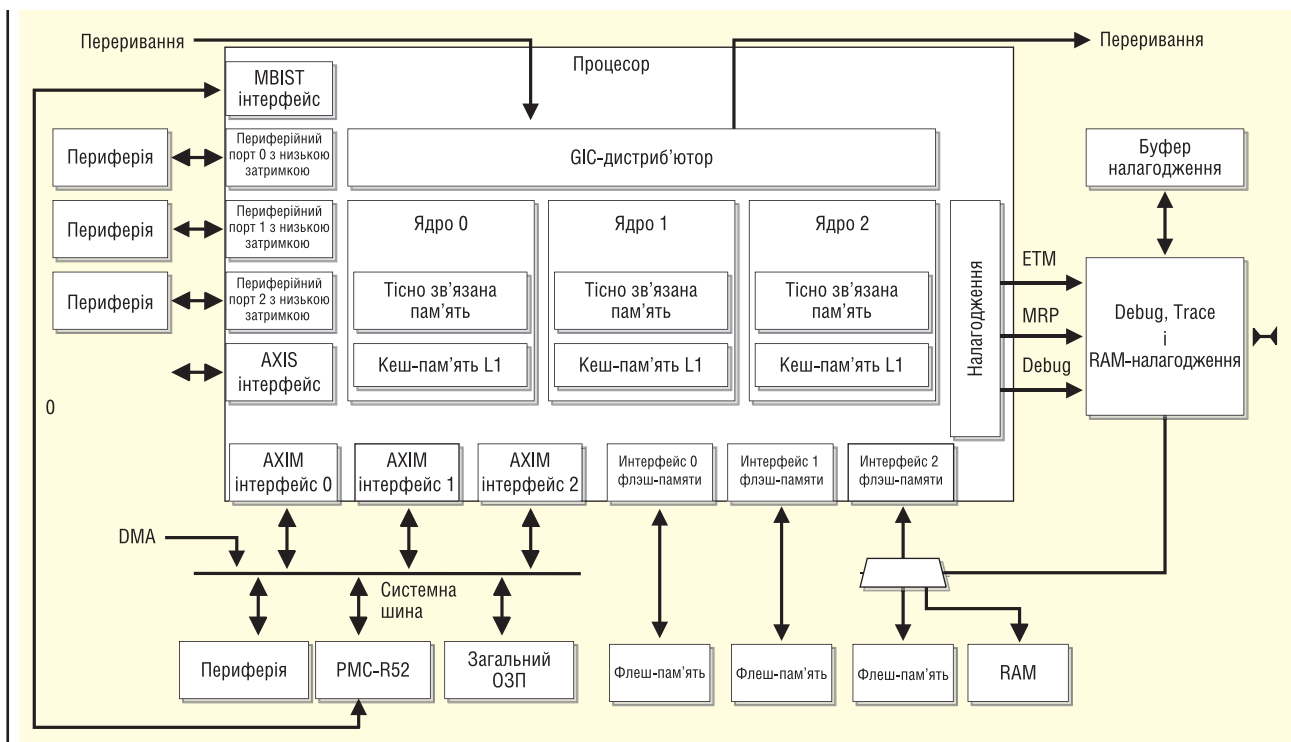 Переривання
Переривання
Процесор
MBIST
інтерфейс
Периферія
Периферійний
порт 0 з низькою
затримкою
GIC-дистриб'ютор
Буфер
налагодження
Периферія
Периферійний
порт 1 з низькою
затримкою
Ядро 0
Ядро 1
Ядро 2
Периферія
Периферійний
порт 2 з низькою
затримкою
Тісно зв'язана
пам'ять
Тісно зв'язана
пам'ять
Тісно зв'язана
пам'ять
Налагодження
ETM
MRP
Debug
Debug, Trace
і
RAM-налагодження
AXIS
інтерфейс
Кеш-пам'ять L1
Кеш-пам'ять L1
Кеш-пам'ять L1
0
AXIM
інтерфейс 0
AXIM
інтерфейс 1
AXIM
інтерфейс 2
Интерфейс 0
флэш-памяти
Интерфейс 1
флэш-памяти
Интерфейс 2
флэш-памяти
DMA
Системна
шина
Периферія
PMC-R52
Загальний
ОЗП
Флеш-пам'ять
Флеш-пам'ять
Флеш-пам'ять
RAM